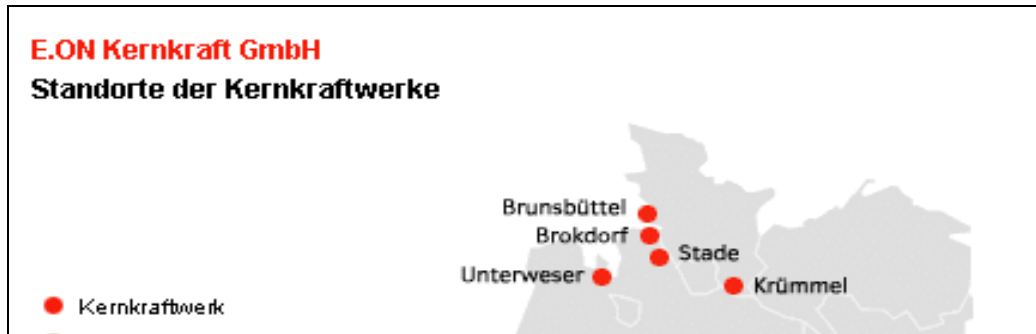 E.ON Kernkraft GmbH
Standorte der Kernkraftwerke
Brunsbüttel
Brokdorf
Stade
Unterweser
Krümmel
Kernkraftwerk